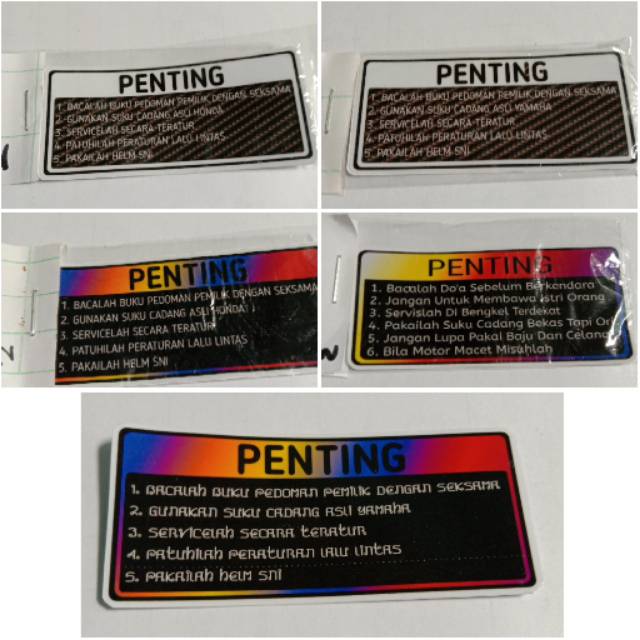 PENTING
1. BACALAH BUKU PEDOMAN PEMILIK DENGAN SEKSAMA
2. GUNAKAN SUKU CADANG ASLI HONDA
3. SERVICELAH SECARA TERATUR
4. PATUHILAH PERATURAN LALU LINTAS
5. PAKAILAH HELM SNI
PENTING
1. BACALAH BUKU PEDOMAN PEMILIK DENGAN SEKSAMA
2. GUNAKAN SUKU CADANG ASLI YAMAHA
3. SERVICELAH SECARA TERATUR
4. PATUHILAH PERATURAN LALU LINTAS
5. PAKAILAH HELM SNI
PENTING
1. BACALAH BUKU PEDOMAN PEMILIK DENGAN SEKSAMA
2. GUNAKAN SUKU CADANG ASLI HONDA
3. SERVICELAH SECARA TERATUR
4. PATUHILAH PERATURAN LALU LINTAS
5. PAKAILAH HELM SNI
PENTING
1. Bacalah Do'a Sebelum Berkendara
2. Jangan Untuk Membawa Istri Orang
3. Servislah Di Bengkel Terdekat
4. Pakailah Suku Cadang Bekas Tapi Or
5. Jangan Lupa Pakai Baju Dan Celana
6. Bila Motor Macet Misuhlah
PENTING
1. BACALAH BUKU PEDOMAN PEMILIK DENGAN SEKSAMA
2. GUNAKAN SUKU CADANG ASLI YAMAHA
3. SERVICELAH SECARA TERATUR
4. PATUHILAH PERATURAN LALU LINTAS
5. PAKAILAH HELM SNI